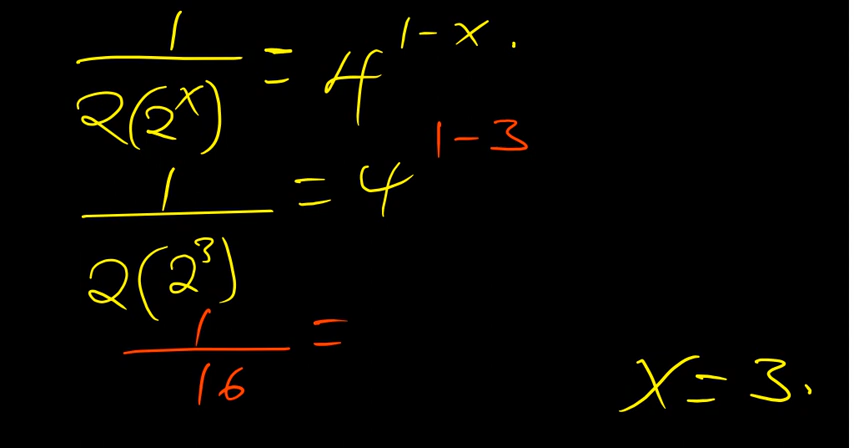 1/2(2^x) = 4^(1-x).
1/2(2^3) = 4^(1-3)
1/16 =
x = 3.